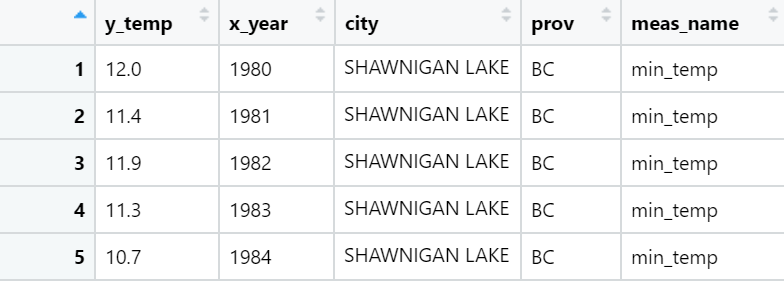 y_temp x_year city prov meas_name
1 12.0 1980 SHAWNIGAN LAKE BC min_temp
2 11.4 1981 SHAWNIGAN LAKE BC min_temp
3 11.9 1982 SHAWNIGAN LAKE BC min_temp
4 11.3 1983 SHAWNIGAN LAKE BC min_temp
5 10.7 1984 SHAWNIGAN LAKE BC min_temp